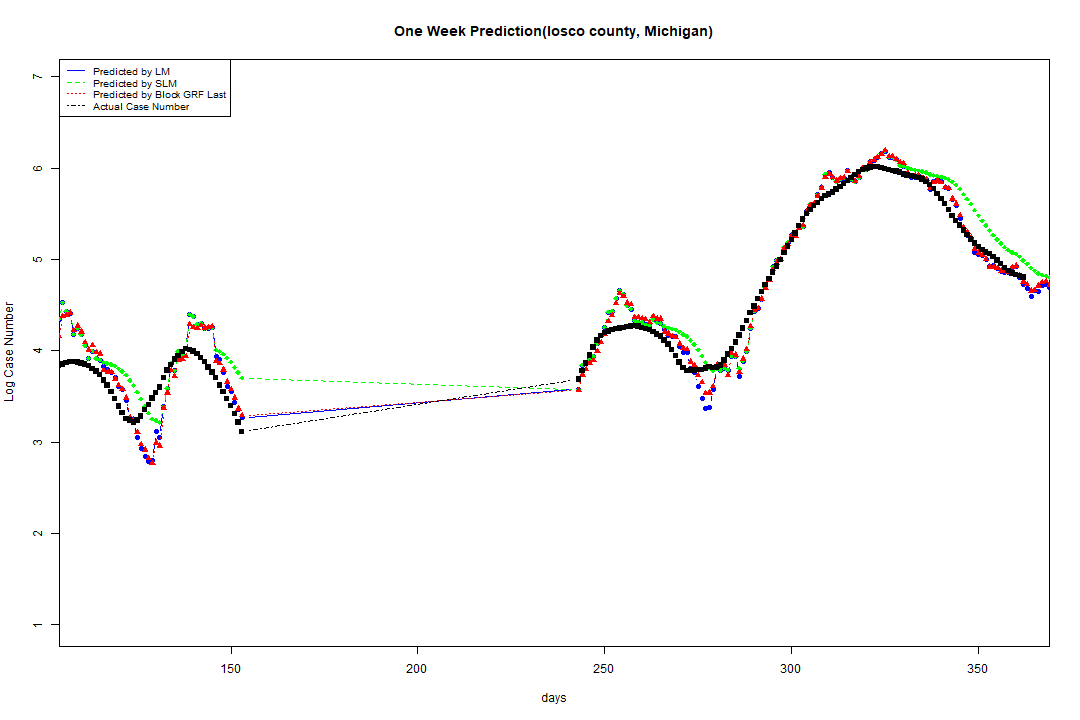 One Week Prediction(Iosco county, Michigan)
Predicted by LM
Predicted by SLM
Predicted by Block GRF Last
Actual Case Number
7
6
5
4
3
2
1
Log Case Number
150
200
250
300
350
days